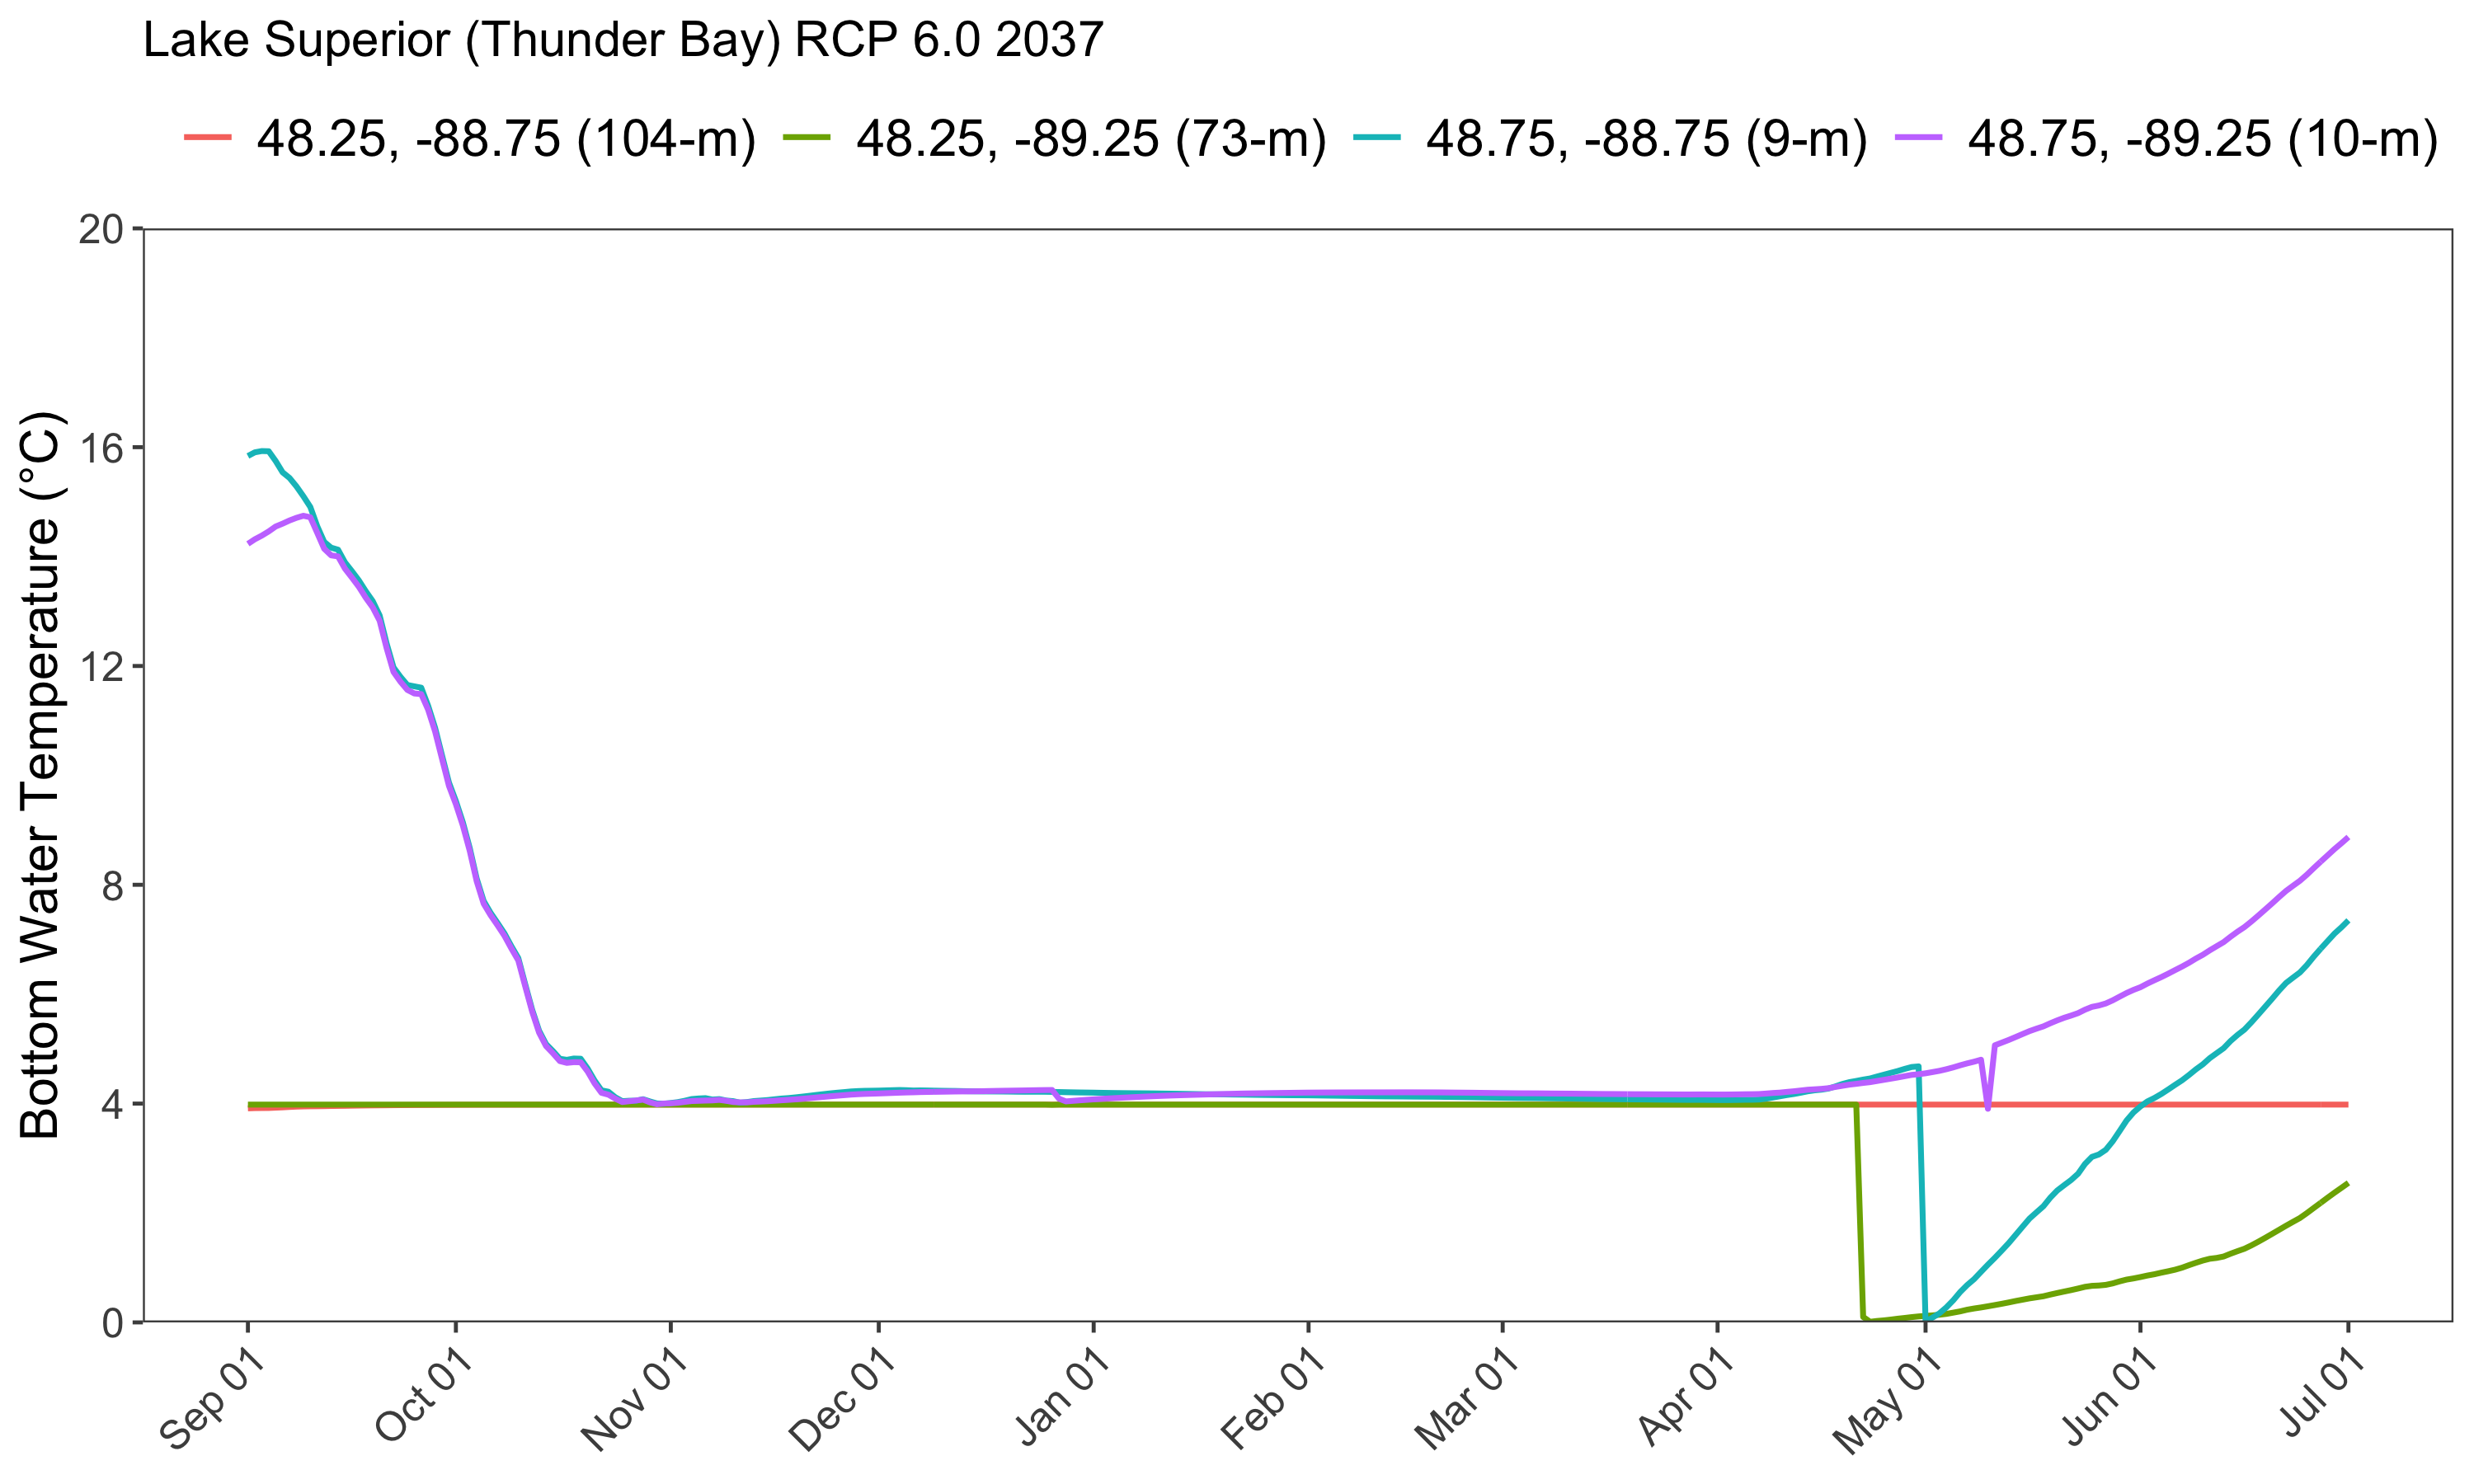 Lake Superior (Thunder Bay) RCP 6.0 2037
48.25, -88.75 (104-m) 48.25, -89.25 (73-m) 48.75, -88.75 (9-m) 48.75, -89.25 (10-m)
Bottom Water Temperature (°C)
20
16
12
8
4
0
Sep 01 Oct 01 Nov 01 Dec 01 Jan 01 Feb 01 Mar 01 Apr 01 May 01 Jun 01 Jul 01